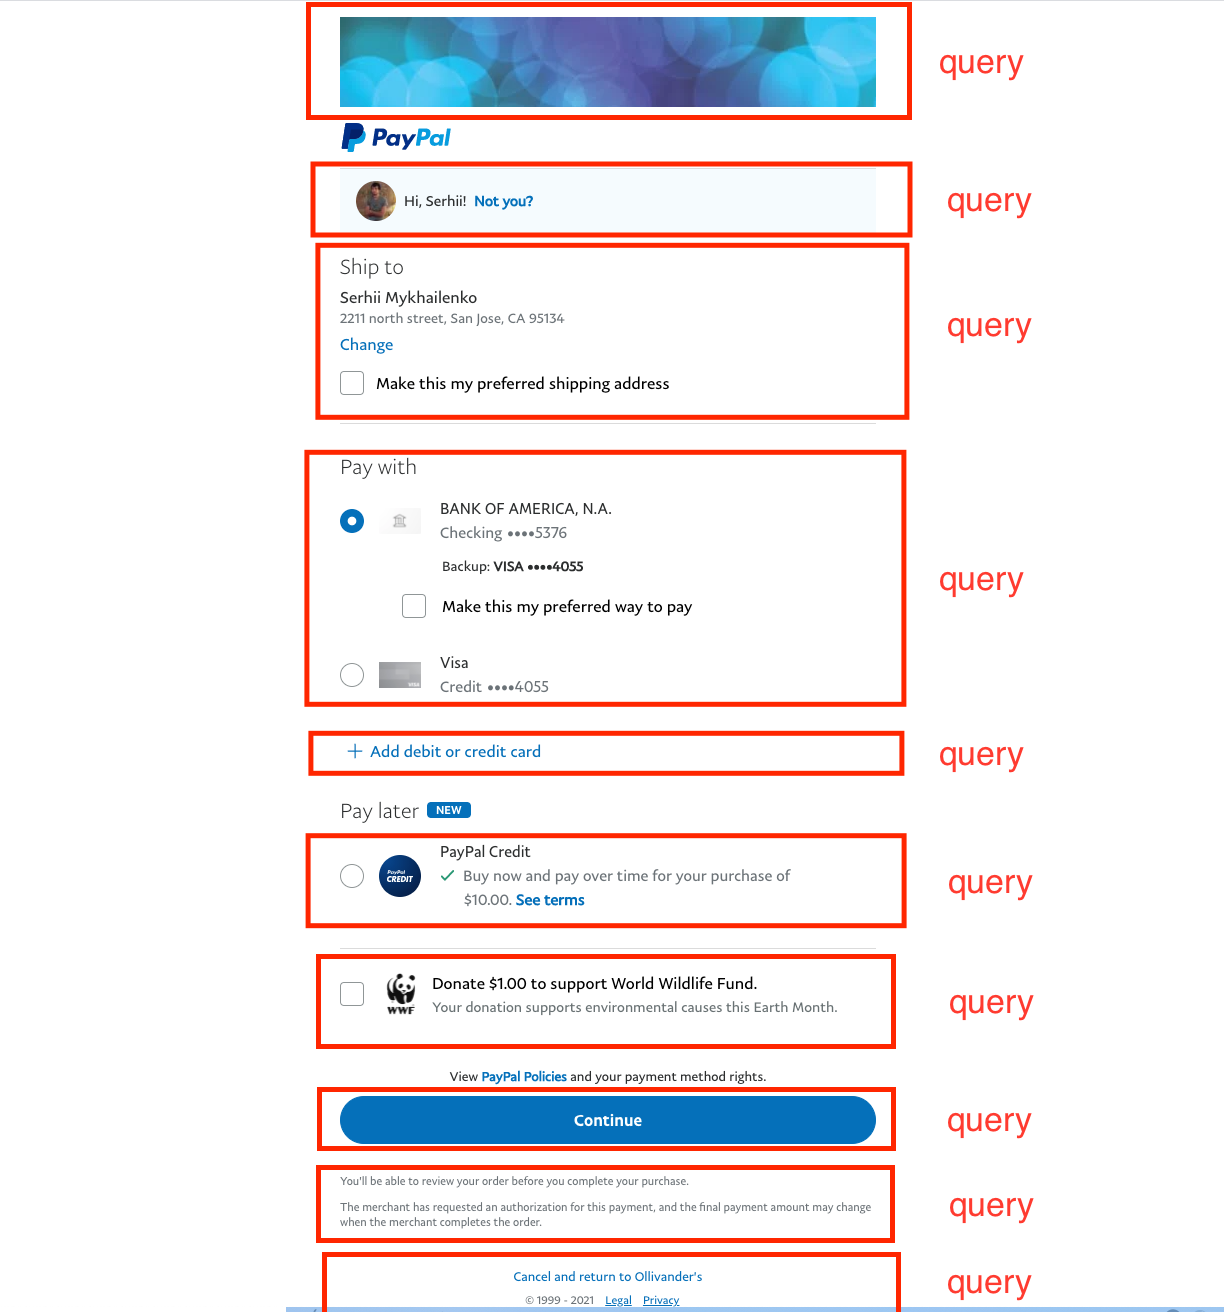 query
PayPal
Hi, Serhii! Not you?
query
Ship to
Serhii Mykhailenko
2211 north street, San Jose, CA 95134
query
Change
Make this my preferred shipping address
Pay with
BANK OF AMERICA, N.A.
Checking ••••5376
Backup: VISA ••••4055
query
Make this my preferred way to pay
Visa
VISA
Credit ••••4055
+ Add debit or credit card
query
Pay later NEW
PayPal Credit
PayPal
CREDIT
Buy now and pay over time for your purchase of
$10.00. See terms
query
Donate $1.00 to support World Wildlife Fund.
WWF
Your donation supports environmental causes this Earth Month.
query
View PayPal Policies and your payment method rights.
Continue
query
You'll be able to review your order before you complete your purchase.
The merchant has requested an authorization for this payment, and the final payment amount may change
when the merchant completes the order.
query
Cancel and return to Ollivander's
query
© 1999 - 2021 Legal Privacy